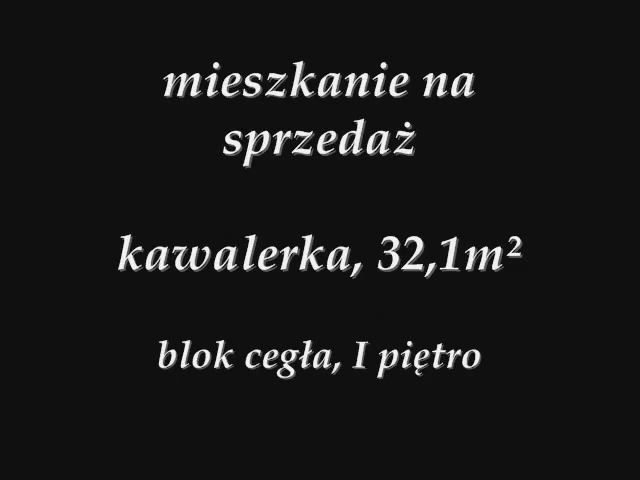 mieszkanie na
sprzedaż
kawalerka, 32,1m²
blok cegła, I piętro